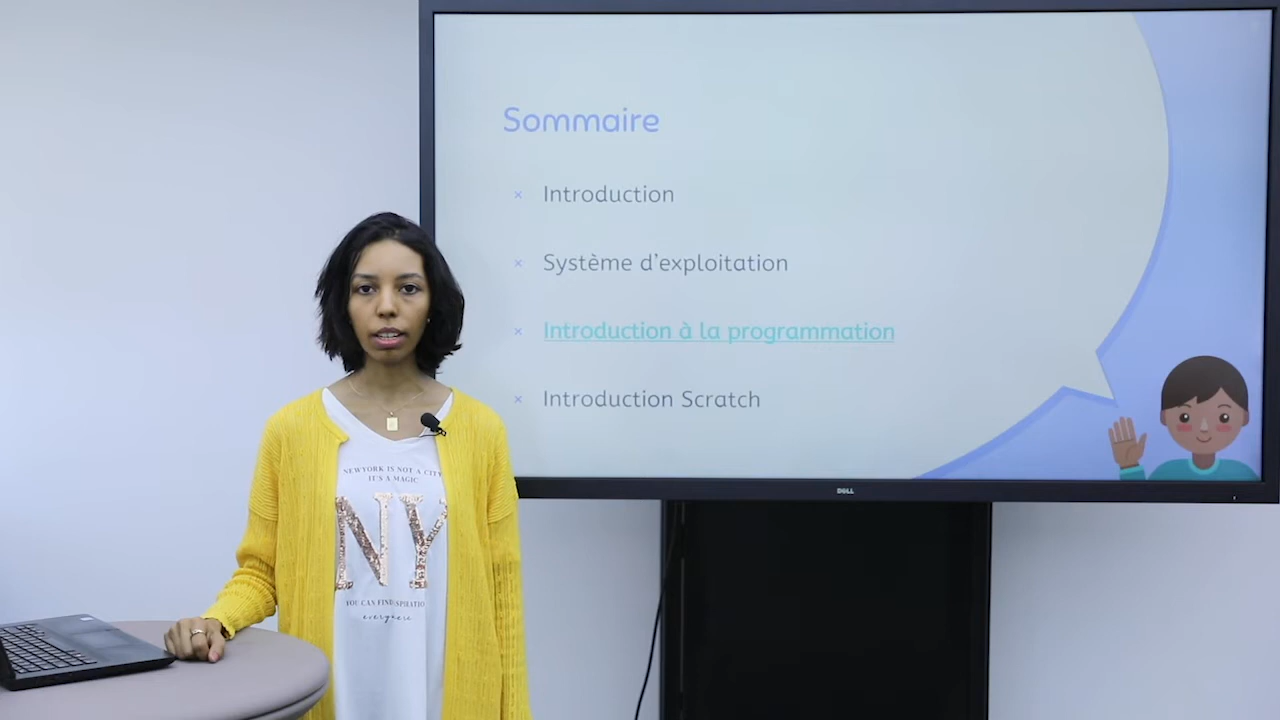 Sommaire
× Introduction
× Système d'exploitation
× Introduction à la programmation
× Introduction Scratch
DELL
NEWYORK IS NOT A CITY
IT'S A MAGIC
NY
YOU CAN FIND
everywhere